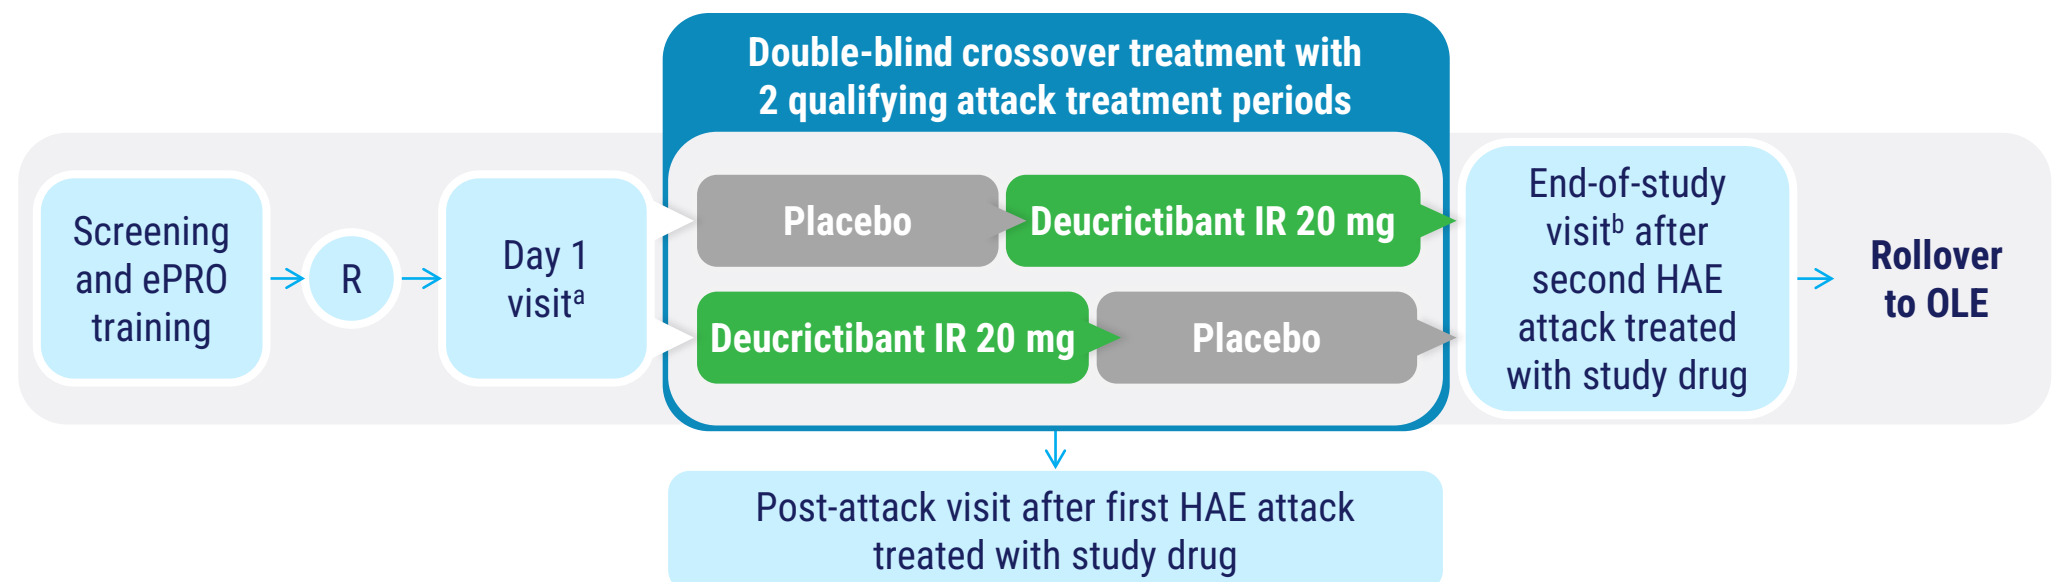 Double-blind crossover treatment with
2 qualifying attack treatment periods
Screening
and ePRO
training
R
Day 1
visitᵃ
Placebo
Deucrictibant IR 20 mg
Deucrictibant IR 20 mg
Placebo
End-of-study
visitᵇ after
second HAE
attack treated
with study drug
Rollover
to OLE
Post-attack visit after first HAE attack
treated with study drug